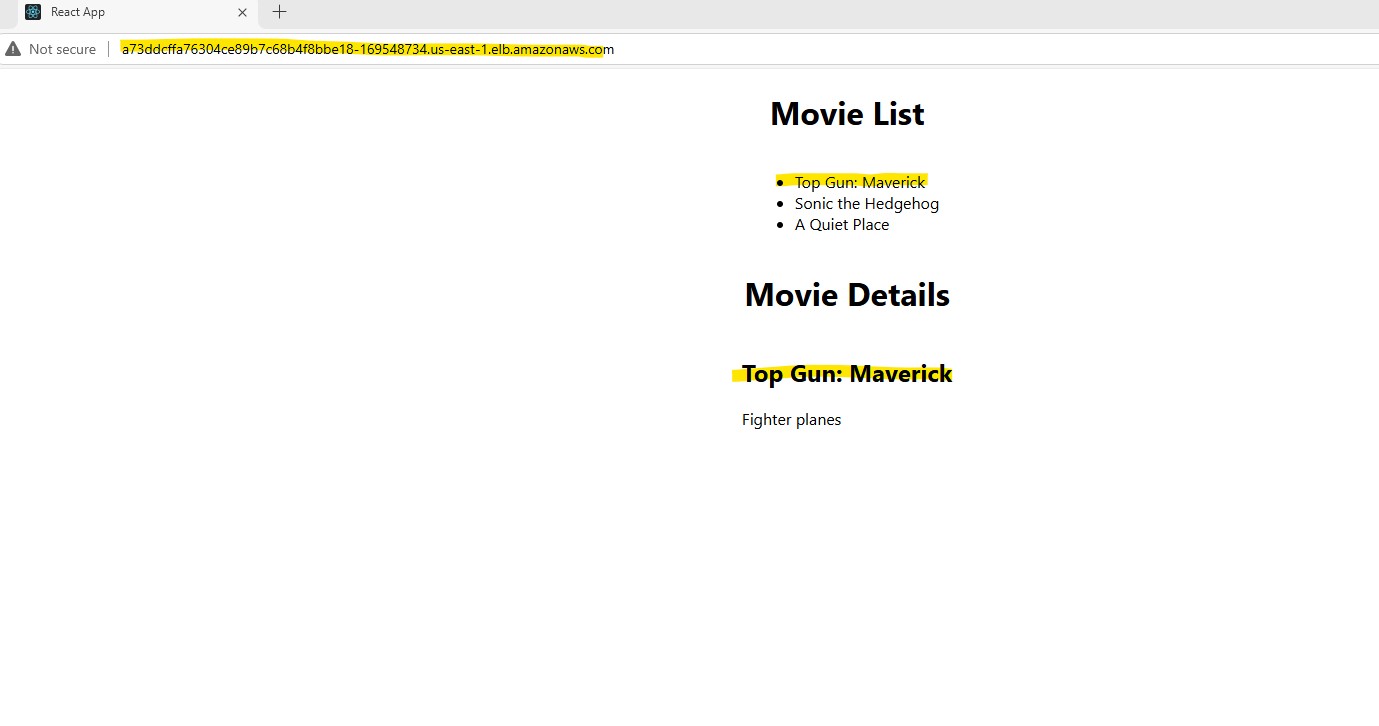 React App
Not secure
a73ddcffa76304ce89b7c68b4f8bbe18-169548734.us-east-1.elb.amazonaws.com
Movie List
Top Gun: Maverick
Sonic the Hedgehog
A Quiet Place
Movie Details
Top Gun: Maverick
Fighter planes